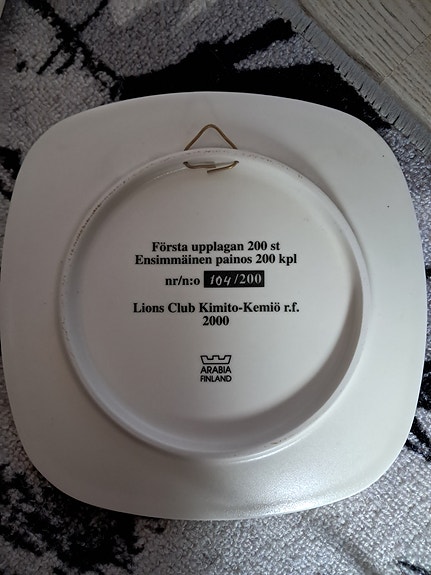 Första upplagan 200 st
Ensimmäinen painos 200 kpl
nr/n:o 104/200
Lions Club Kimito-Kemiö r.f.
2000
ARABIA
FINLAND